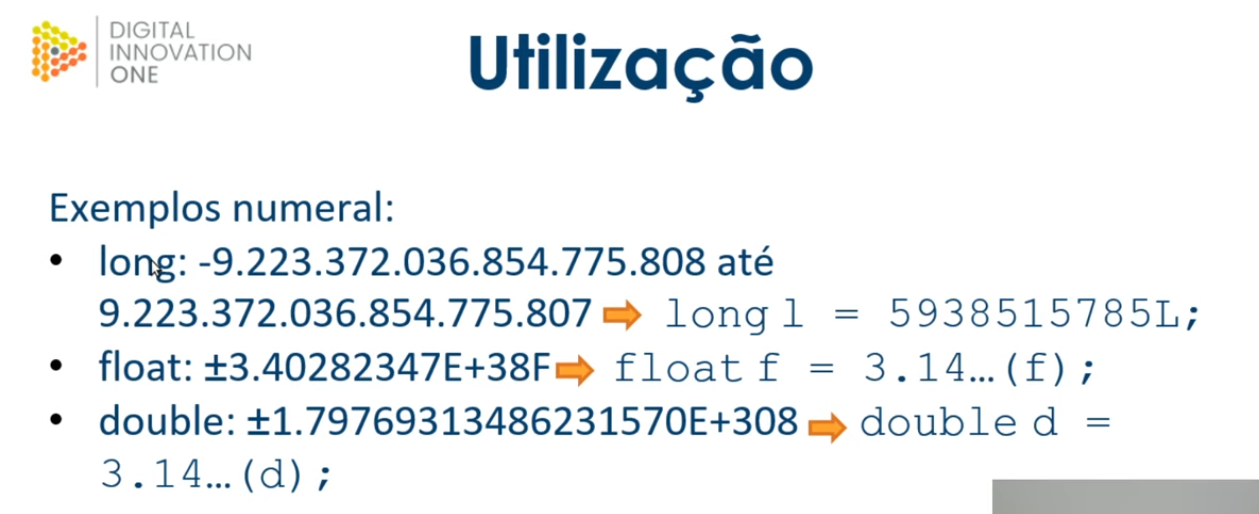 DIGITAL
INNOVATION
ONE
Utilização
Exemplos numeral:
• long: -9.223.372.036.854.775.808 até
9.223.372.036.854.775.807 long l = 5938515785L;
• float: ±3.40282347E+38F float f = 3.14…(f);
• double: ±1.79769313486231570E+308 double d =
3.14…(d);